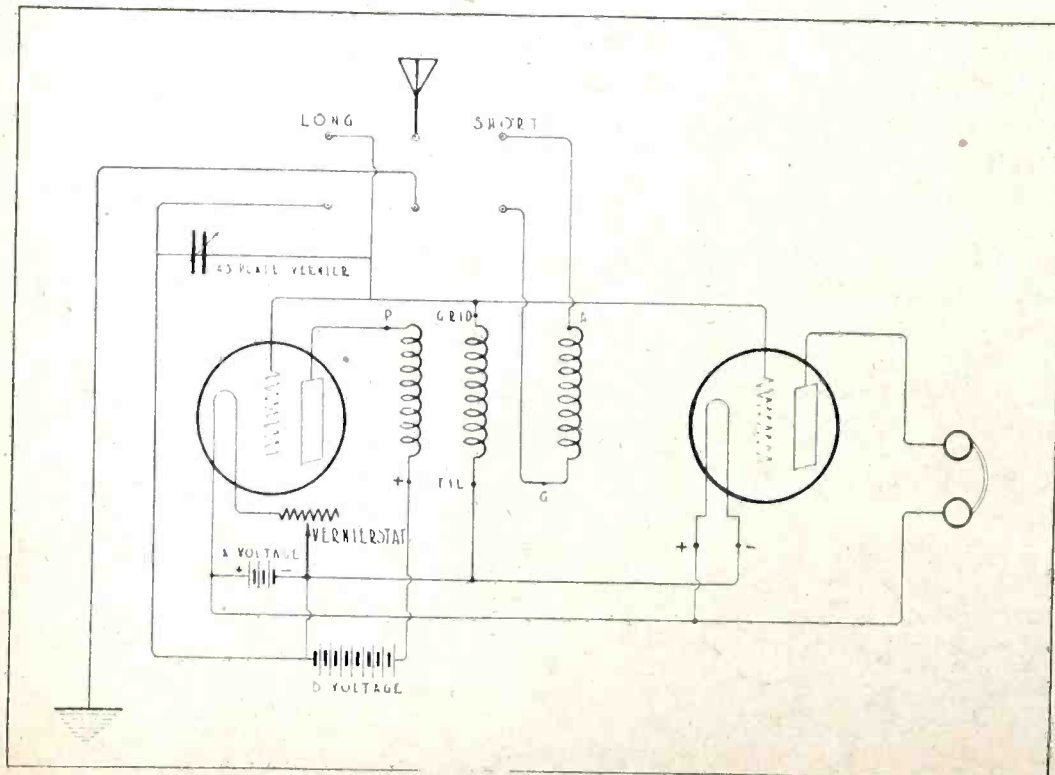 LONG
SHORT
43 PLATE VERNIER
P
GRID
A
+
FIL
G
VERNIERSTAT
A VOLTAGE
+ -
+ -
B VOLTAGE